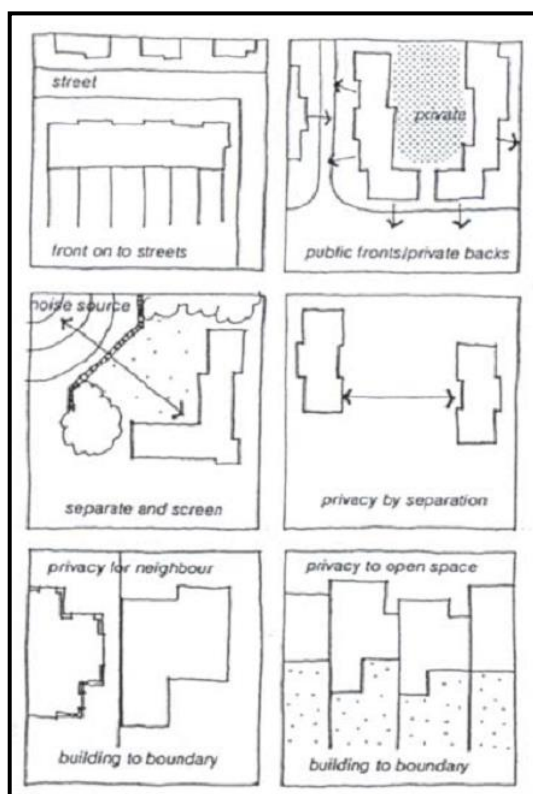 street
front on to streets
private
public fronts/private backs
noise source
separate and screen
privacy by separation
privacy for neighbour
building to boundary
privacy to open space
building to boundary